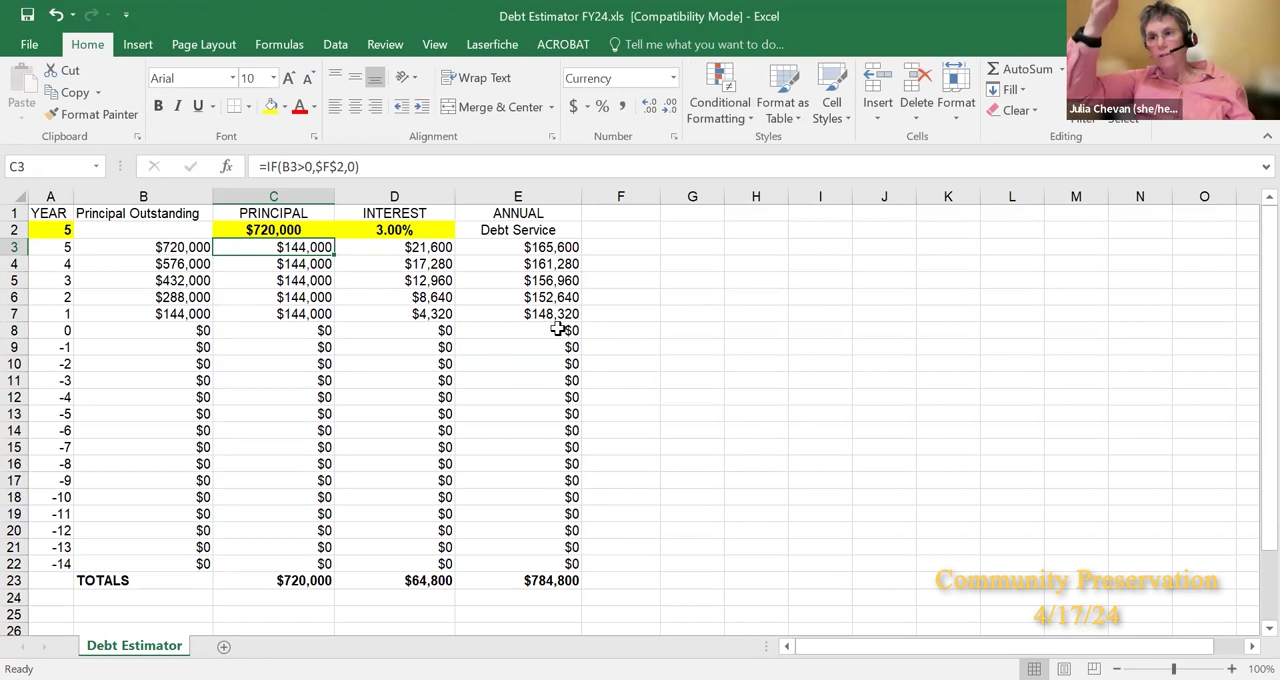 Debt Estimator FY24.xls [Compatibility Mode] - Excel
File Home Insert Page Layout Formulas Data Review View Laserfiche ACROBAT Tell me what you want to do...
Paste Cut Copy Format Painter Clipboard
Arial 10 A A B I U A Font
Wrap Text Merge & Center Alignment
Currency $ % , .0 .00 .00 .0 Number
Conditional Formatting Format as Table Cell Styles Styles
Insert Delete Format Cells
AutoSum Fill Clear Editing
Julia Chevan (she/he...
C3 fx =IF(B3>0,$F$2,0)
A B C D E F G H I J K L M N O
1 YEAR Principal Outstanding PRINCIPAL INTEREST ANNUAL
2 5 $720,000 3.00% Debt Service
3 5 $720,000 $144,000 $21,600 $165,600
4 4 $576,000 $144,000 $17,280 $161,280
5 3 $432,000 $144,000 $12,960 $156,960
6 2 $288,000 $144,000 $8,640 $152,640
7 1 $144,000 $144,000 $4,320 $148,320
8 0 $0 $0 $0 $0
9 -1 $0 $0 $0 $0
10 -2 $0 $0 $0 $0
11 -3 $0 $0 $0 $0
12 -4 $0 $0 $0 $0
13 -5 $0 $0 $0 $0
14 -6 $0 $0 $0 $0
15 -7 $0 $0 $0 $0
16 -8 $0 $0 $0 $0
17 -9 $0 $0 $0 $0
18 -10 $0 $0 $0 $0
19 -11 $0 $0 $0 $0
20 -12 $0 $0 $0 $0
21 -13 $0 $0 $0 $0
22 -14 $0 $0 $0 $0
23 TOTALS $720,000 $64,800 $784,800
24
25
26
Community Preservation
4/17/24
Debt Estimator
Ready 100%